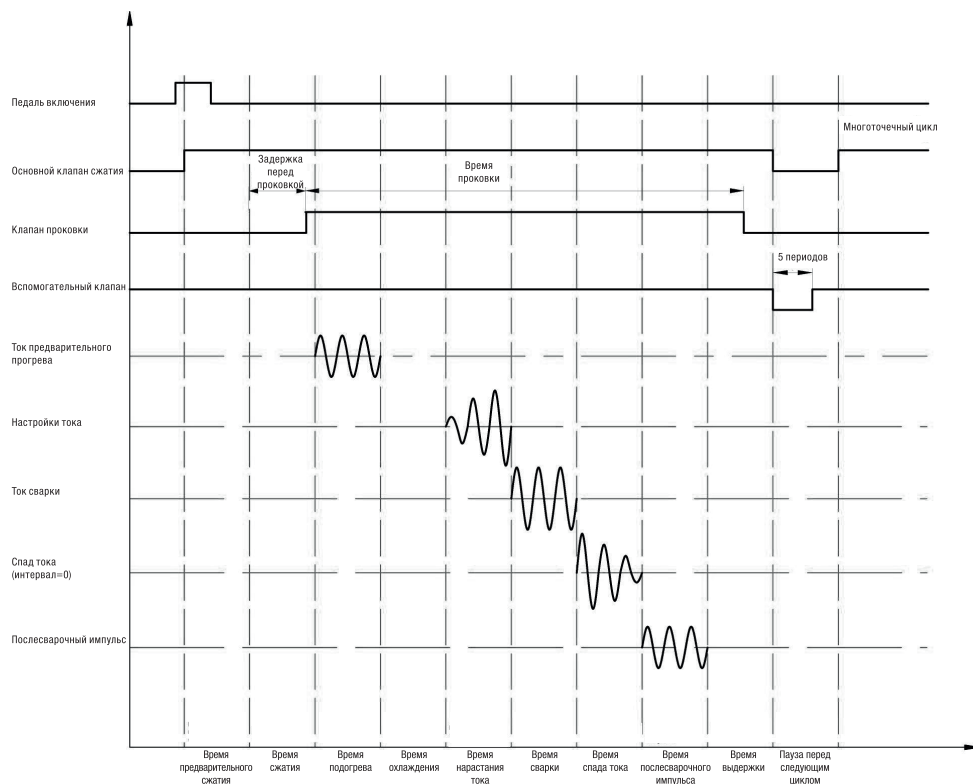 Педаль включения
Многоточечный цикл
Основной клапан сжатия
Задержка
перед
проковкой
Время
проковки
Клапан проковки
5 периодов
Вспомогательный клапан
Ток предварительного
прогрева
Настройки тока
Ток сварки
Спад тока
(интервал=0)
Послесварочный импульс
Время
предварительного
сжатия
Время
сжатия
Время
подогрева
Время
охлаждения
Время
нарастания
тока
Время
сварки
Время
спада тока
Время
послесварочного
импульса
Время
выдержки
Пауза перед
следующим
циклом